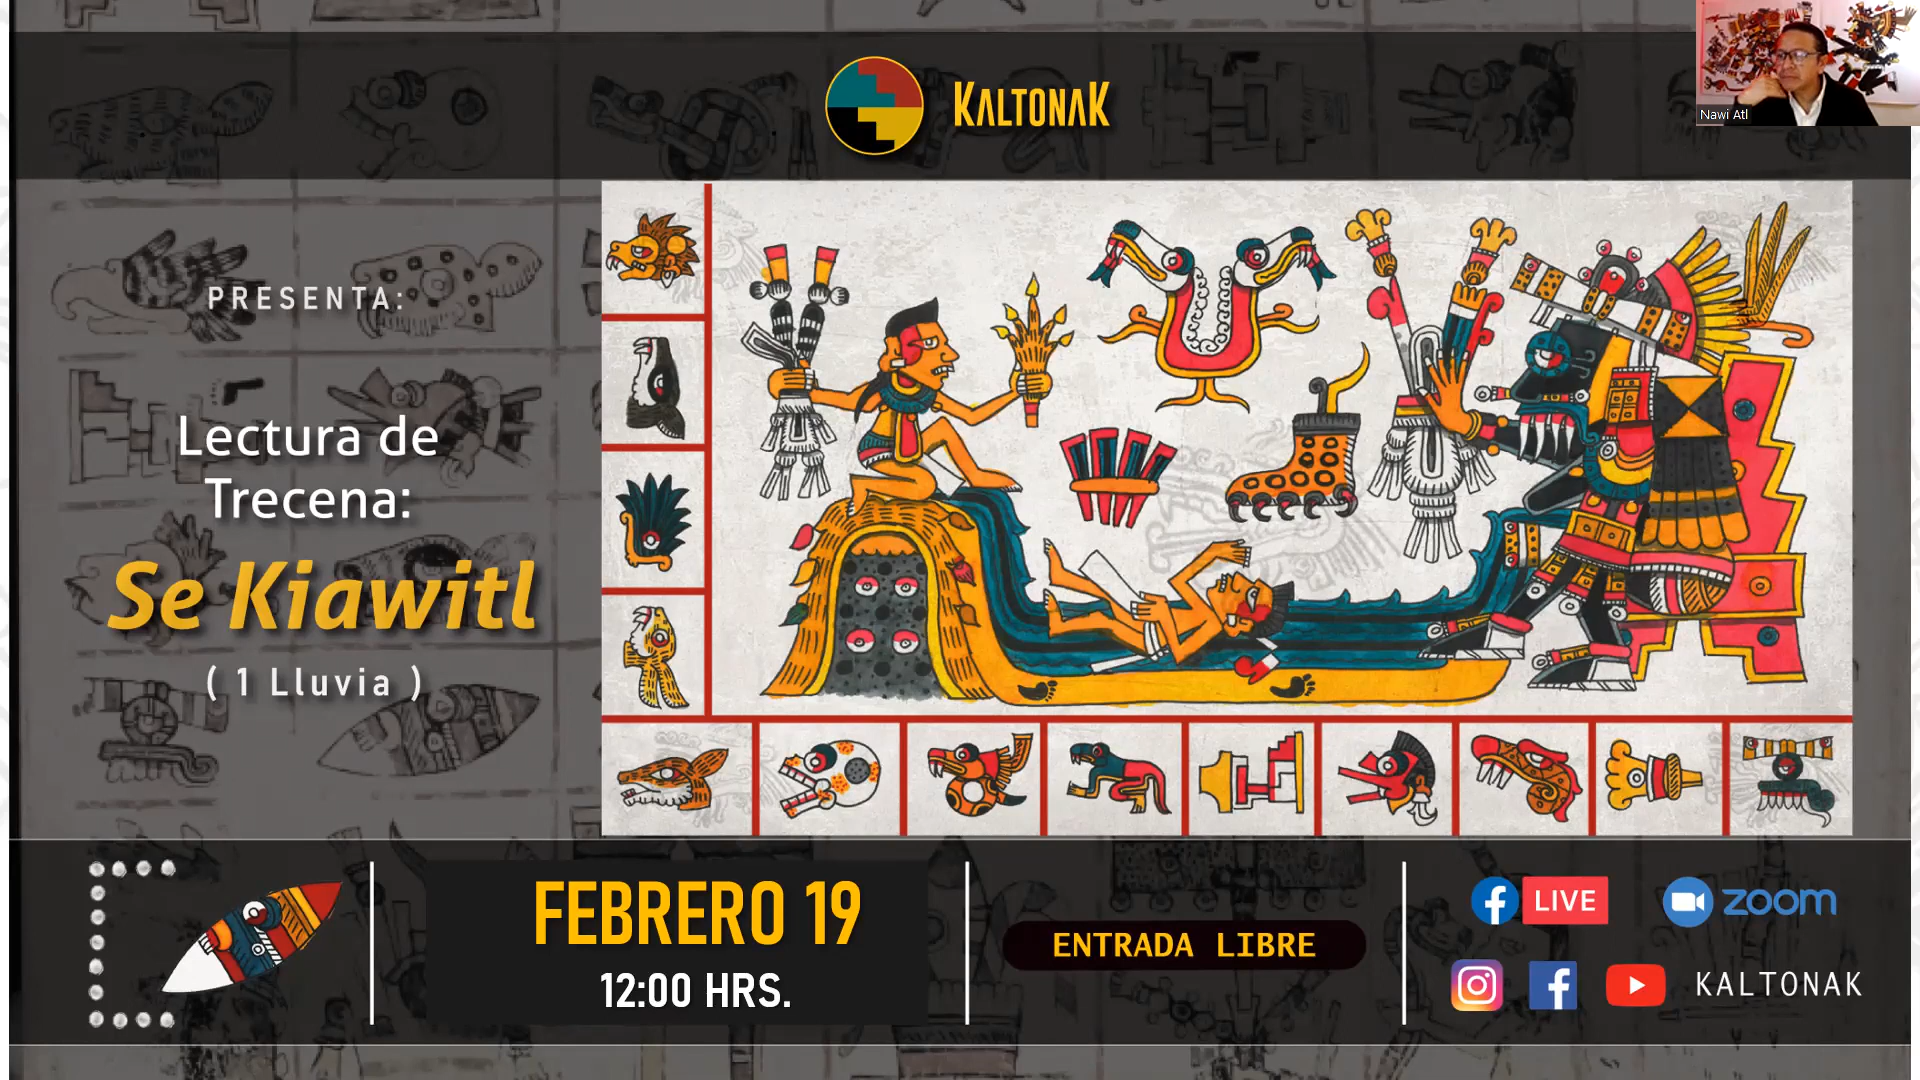 KALTONAK
Nawi Atl
PRESENTA:
Lectura de
Trecena:
Se Kiawitl
( 1 Lluvia )
FEBRERO 19
12:00 HRS.
ENTRADA LIBRE
LIVE
zoom
KALTONAK